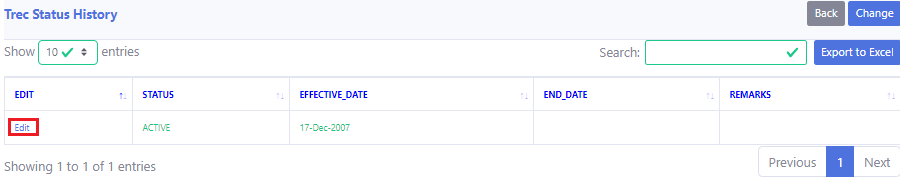 Trec Status History Back Change
Show 10 entries Search: Export to Excel
EDIT STATUS EFFECTIVE_DATE END_DATE REMARKS
Edit ACTIVE 17-Dec-2007
Showing 1 to 1 of 1 entries Previous 1 Next